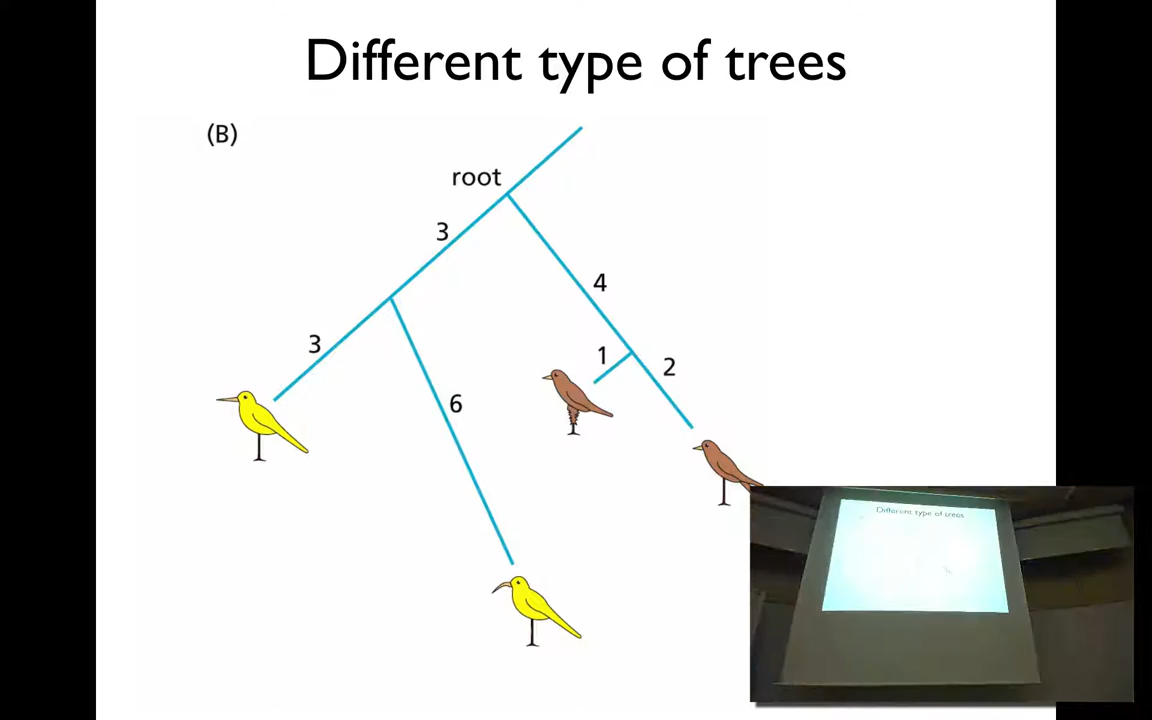 Different type of trees
(B)
root
3
4
3
1
2
6
Different type of trees